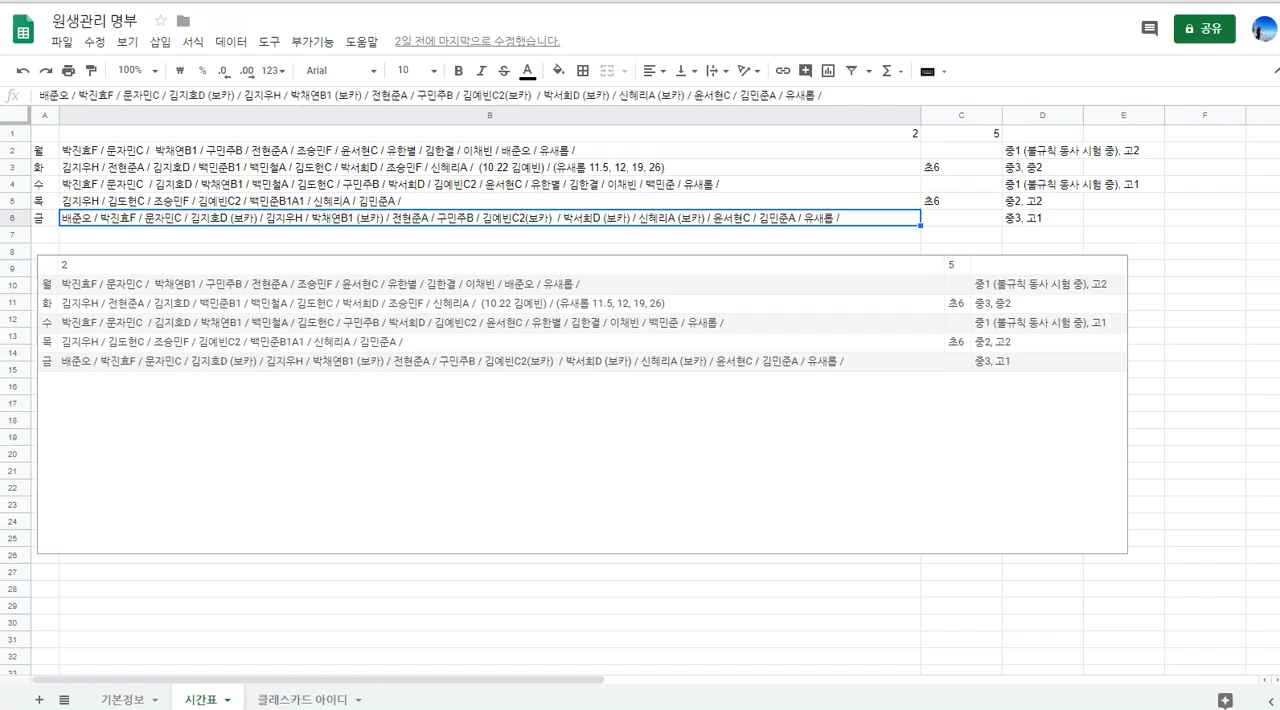 원생관리 명부
파일 수정 보기 삽입 서식 데이터 도구 부가기능 도움말 2일 전에 마지막으로 수정했습니다.
공유
100% ₩ % .0 .00 123 Arial 10 B I S A
fx 배준오 / 박진효F / 문자민C / 김지호D (보카) / 김지우H / 박채연B1 (보카) / 전현준A / 구민주B / 김예빈C2(보카) / 박서희D (보카) / 신혜리A (보카) / 윤서현C / 김민준A / 유새롬 /
A B C D E F
1 2 5
2 월 박진효F / 문자민C / 박채연B1 / 구민주B / 전현준A / 조승민F / 윤서현C / 유한별 / 김한결 / 이채빈 / 배준오 / 유새롬 / 중1 (불규칙 동사 시험 중), 고2
3 화 김지우H / 전현준A / 김지호D / 백민준B1 / 백민철A / 김도현C / 박서희D / 조승민F / 신혜리A / (10.22 김예빈) / (유새롬 11.5, 12, 19, 26) 초6 중3, 중2
4 수 박진효F / 문자민C / 김지호D / 박채연B1 / 백민철A / 김도현C / 구민주B / 박서희D / 김예빈C2 / 윤서현C / 유한별 / 김한결 / 이채빈 / 백민준 / 유새롬 / 중1 (불규칙 동사 시험 중), 고1
5 목 김지우H / 김도현C / 조승민F / 김예빈C2 / 백민준B1A1 / 신혜리A / 김민준A / 초6 중2, 고2
6 금 배준오 / 박진효F / 문자민C / 김지호D (보카) / 김지우H / 박채연B1 (보카) / 전현준A / 구민주B / 김예빈C2(보카) / 박서희D (보카) / 신혜리A (보카) / 윤서현C / 김민준A / 유새롬 / 중3, 고1
7
8
9 2 5
10 월 박진효F / 문자민C / 박채연B1 / 구민주B / 전현준A / 조승민F / 윤서현C / 유한별 / 김한결 / 이채빈 / 배준오 / 유새롬 / 중1 (불규칙 동사 시험 중), 고2
11 화 김지우H / 전현준A / 김지호D / 백민준B1 / 백민철A / 김도현C / 박서희D / 조승민F / 신혜리A / (10.22 김예빈) / (유새롬 11.5, 12, 19, 26) 초6 중3, 중2
12 수 박진효F / 문자민C / 김지호D / 박채연B1 / 백민철A / 김도현C / 구민주B / 박서희D / 김예빈C2 / 윤서현C / 유한별 / 김한결 / 이채빈 / 백민준 / 유새롬 / 중1 (불규칙 동사 시험 중), 고1
13 목 김지우H / 김도현C / 조승민F / 김예빈C2 / 백민준B1A1 / 신혜리A / 김민준A / 초6 중2, 고2
14
15 금 배준오 / 박진효F / 문자민C / 김지호D (보카) / 김지우H / 박채연B1 (보카) / 전현준A / 구민주B / 김예빈C2(보카) / 박서희D (보카) / 신혜리A (보카) / 윤서현C / 김민준A / 유새롬 / 중3, 고1
16
17
18
19
20
21
22
23
24
25
26
27
28
29
30
31
32
33
기본정보 시간표 클래스카드 아이디